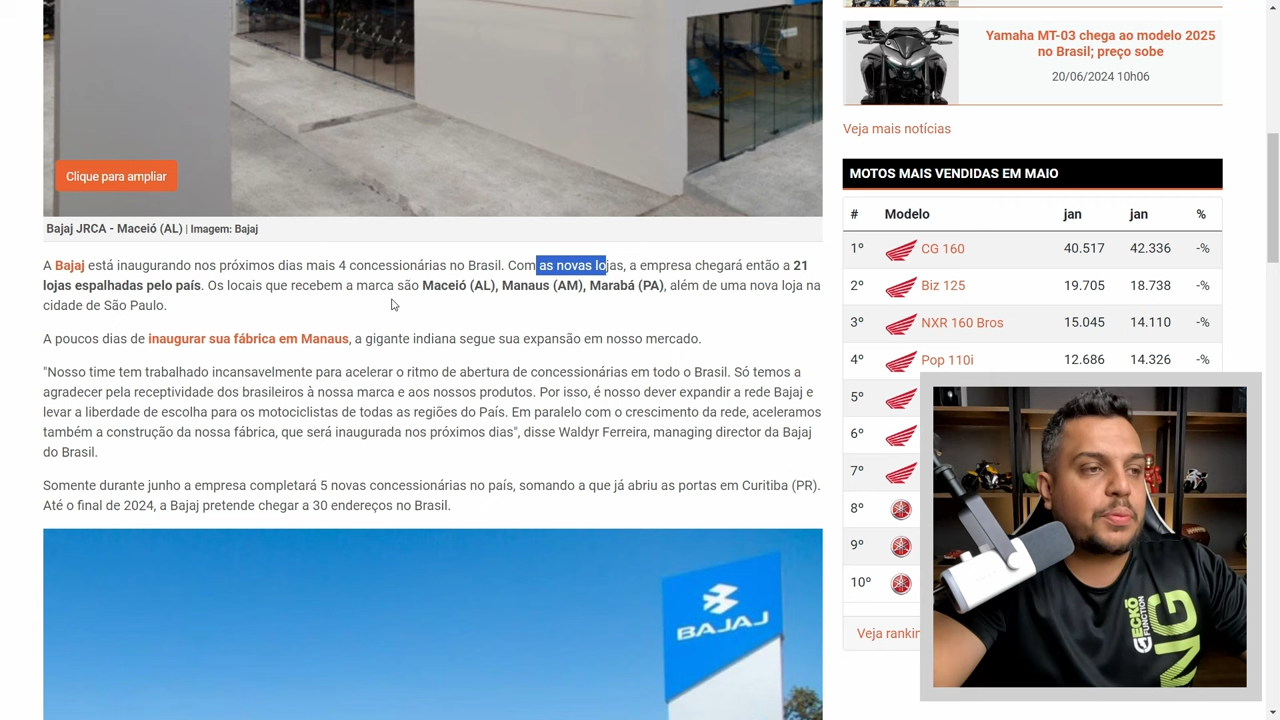 Clique para ampliar
Bajaj JRCA - Maceió (AL) | Imagem: Bajaj
A Bajaj está inaugurando nos próximos dias mais 4 concessionárias no Brasil. Com as novas lojas, a empresa chegará então a 21
lojas espalhadas pelo país. Os locais que recebem a marca são Maceió (AL), Manaus (AM), Marabá (PA), além de uma nova loja na
cidade de São Paulo.
A poucos dias de inaugurar sua fábrica em Manaus, a gigante indiana segue sua expansão em nosso mercado.
"Nosso time tem trabalhado incansavelmente para acelerar o ritmo de abertura de concessionárias em todo o Brasil. Só temos a
agradecer pela receptividade dos brasileiros à nossa marca e aos nossos produtos. Por isso, é nosso dever expandir a rede Bajaj e
levar a liberdade de escolha para os motociclistas de todas as regiões do País. Em paralelo com o crescimento da rede, aceleramos
também a construção da nossa fábrica, que será inaugurada nos próximos dias", disse Waldyr Ferreira, managing director da Bajaj
do Brasil.
Somente durante junho a empresa computará 5 novas concessionárias no país, somando a que já abriu as portas em Curitiba (PR).
Até o final de 2024, a Bajaj pretende chegar a 30 endereços no Brasil.
BAJAJ
Yamaha MT-03 chega ao modelo 2025
no Brasil; preço sobe
20/06/2024 10h06
Veja mais notícias
MOTOS MAIS VENDIDAS EM MAIO
# Modelo jan jan %
1º CG 160 40.517 42.336 -%
2º Biz 125 19.705 18.738 -%
3º NXR 160 Bros 15.045 14.110 -%
4º Pop 110i 12.686 14.326 -%
5º
6º
7º
8º
9º
10º
Veja rankin
GECKO
FUNCTION
NG